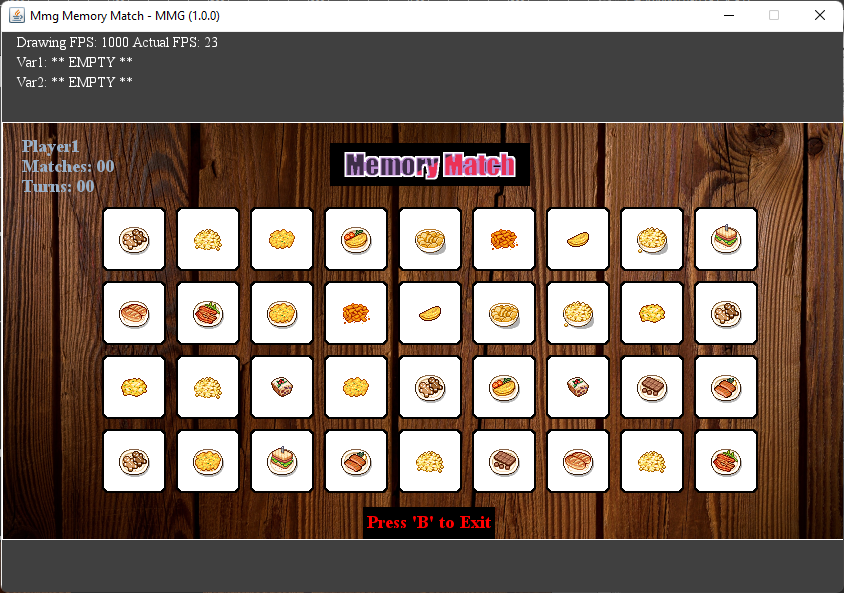 Mmg Memory Match - MMG (1.0.0)
Drawing FPS: 1000 Actual FPS: 23
Var1: ** EMPTY **
Var2: ** EMPTY **
Player1
Matches: 00
Turns: 00
Memory Match
Press 'B' to Exit